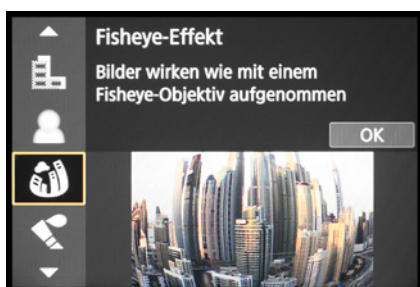 Fisheye-Effekt
Bilder wirken wie mit einem
Fisheye-Objektiv aufgenommen
OK